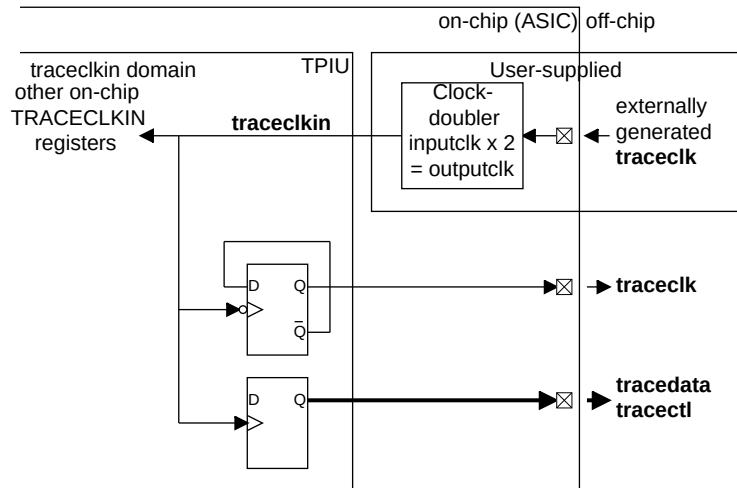 on-chip (ASIC) off-chip
traceclkin domain
TPIU
User-supplied
other on-chip
TRACECLKIN
registers
traceclkin
Clock-
doubler
inputclk x 2
= outputclk
externally
generated
traceclk
D Q
Q̅
traceclk
D Q
tracedata
tracectl